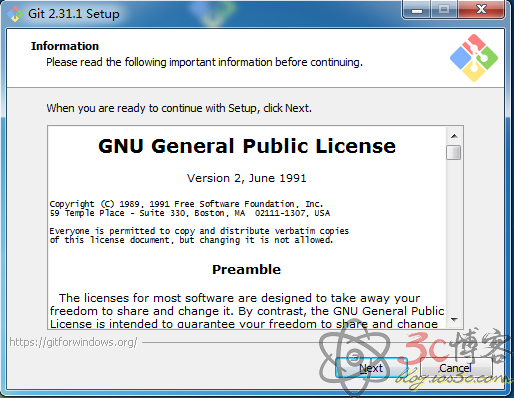 Git 2.31.1 Setup
Information
Please read the following important information before continuing.
When you are ready to continue with Setup, click Next.
GNU General Public License
Version 2, June 1991
Copyright (C) 1989, 1991 Free Software Foundation, Inc.
59 Temple Place - Suite 330, Boston, MA  02111-1307, USA
Everyone is permitted to copy and distribute verbatim copies
of this license document, but changing it is not allowed.
Preamble
The licenses for most software are designed to take away your
freedom to share and change it. By contrast, the GNU General Public
License is intended to guarantee your freedom to share and change
https://gitforwindows.org/
3c博客
Next
Cancel
blog.ios3c.com